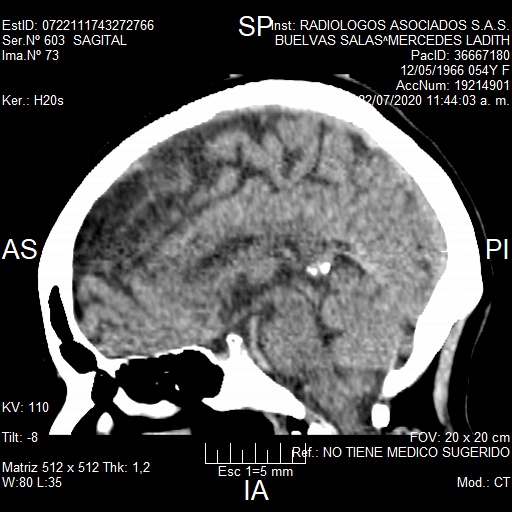 EstID: 0722111743272766
Ser.Nº 603 SAGITAL
Ima.Nº 73
Ker.: H20s
SP
Inst: RADIOLOGOS ASOCIADOS S.A.S.
BUELVAS SALAS^MERCEDES LADITH
PacID: 36667180
12/05/1966 054Y F
AccNum: 19214901
22/07/2020 11:44:03 a. m.
AS
PI
KV: 110
Tilt: -8
Matriz 512 x 512 Thk: 1,2
W:80 L:35
Esc 1=5 mm
IA
FOV: 20 x 20 cm
Ref.: NO TIENE MEDICO SUGERIDO
Mod.: CT